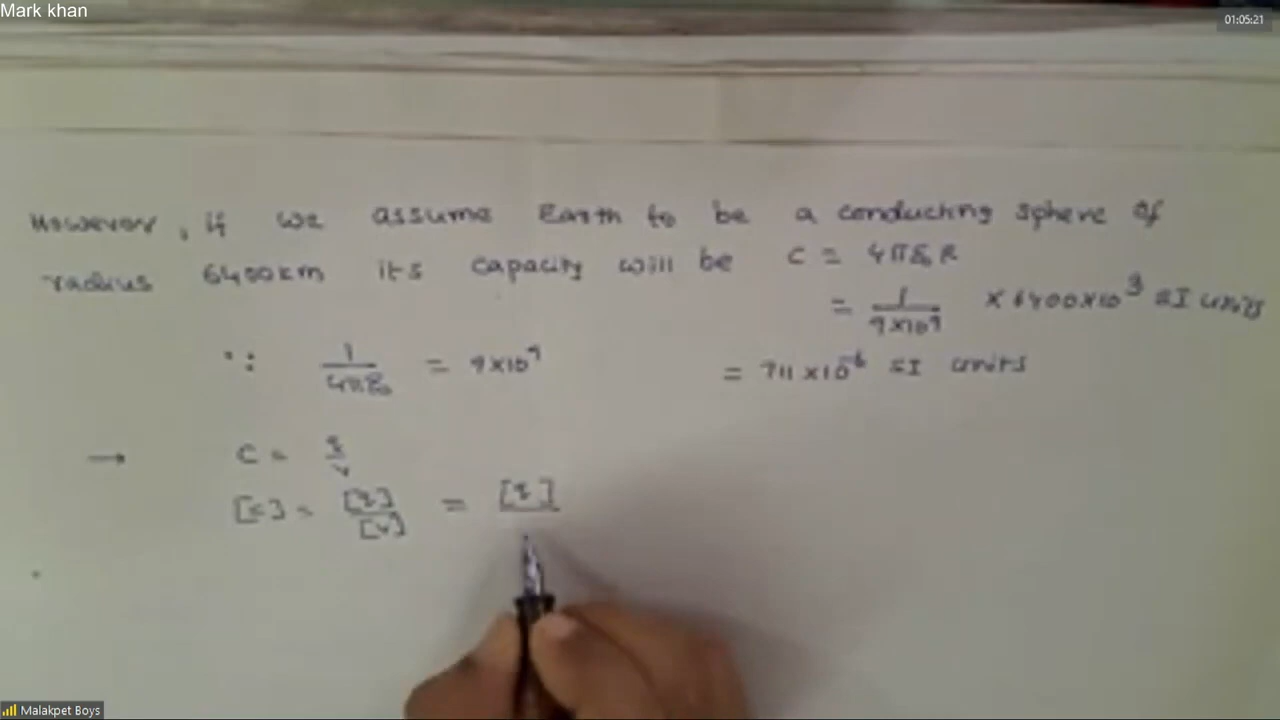 Mark khan
01:05:21
However, if we assume Earth to be a conducting sphere of
radius 6400km its capacity will be C = 4πε₀R
= 1/9×10⁹ × 6400×10³ SI units
∵ 1/4πε₀ = 9×10⁹
= 711×10⁻⁶ SI units
→ C = q/v
[c] = [q]/[v] = [q]
Malakpet Boys